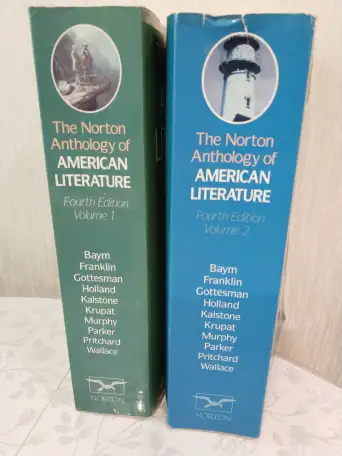 The Norton
Anthology of
AMERICAN
LITERATURE
Fourth Edition
Volume 1
Baym
Franklin
Gottesman
Holland
Kalstone
Krupat
Murphy
Parker
Pritchard
Wallace
NORTON
The Norton
Anthology of
AMERICAN
LITERATURE
Fourth Edition
Volume 2
Baym
Franklin
Gottesman
Holland
Kalstone
Krupat
Murphy
Parker
Pritchard
Wallace
NORTON